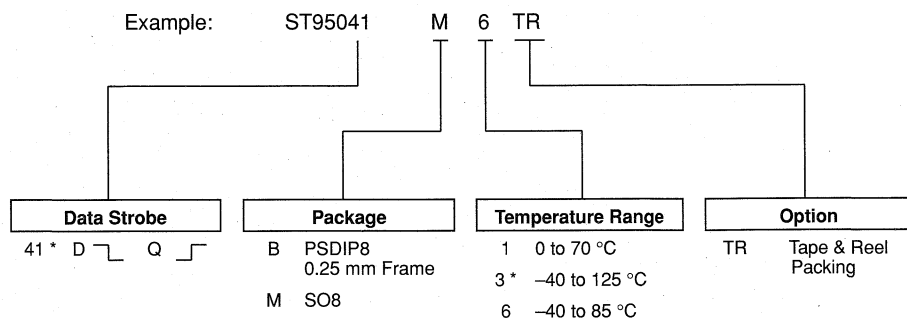 Example: ST95041 M 6 TR
Data Strobe
41 * D Q
Package
B PSDIP8
0.25 mm Frame
M SO8
Temperature Range
1 0 to 70 °C
3 * –40 to 125 °C
6 –40 to 85 °C
Option
TR Tape & Reel
Packing